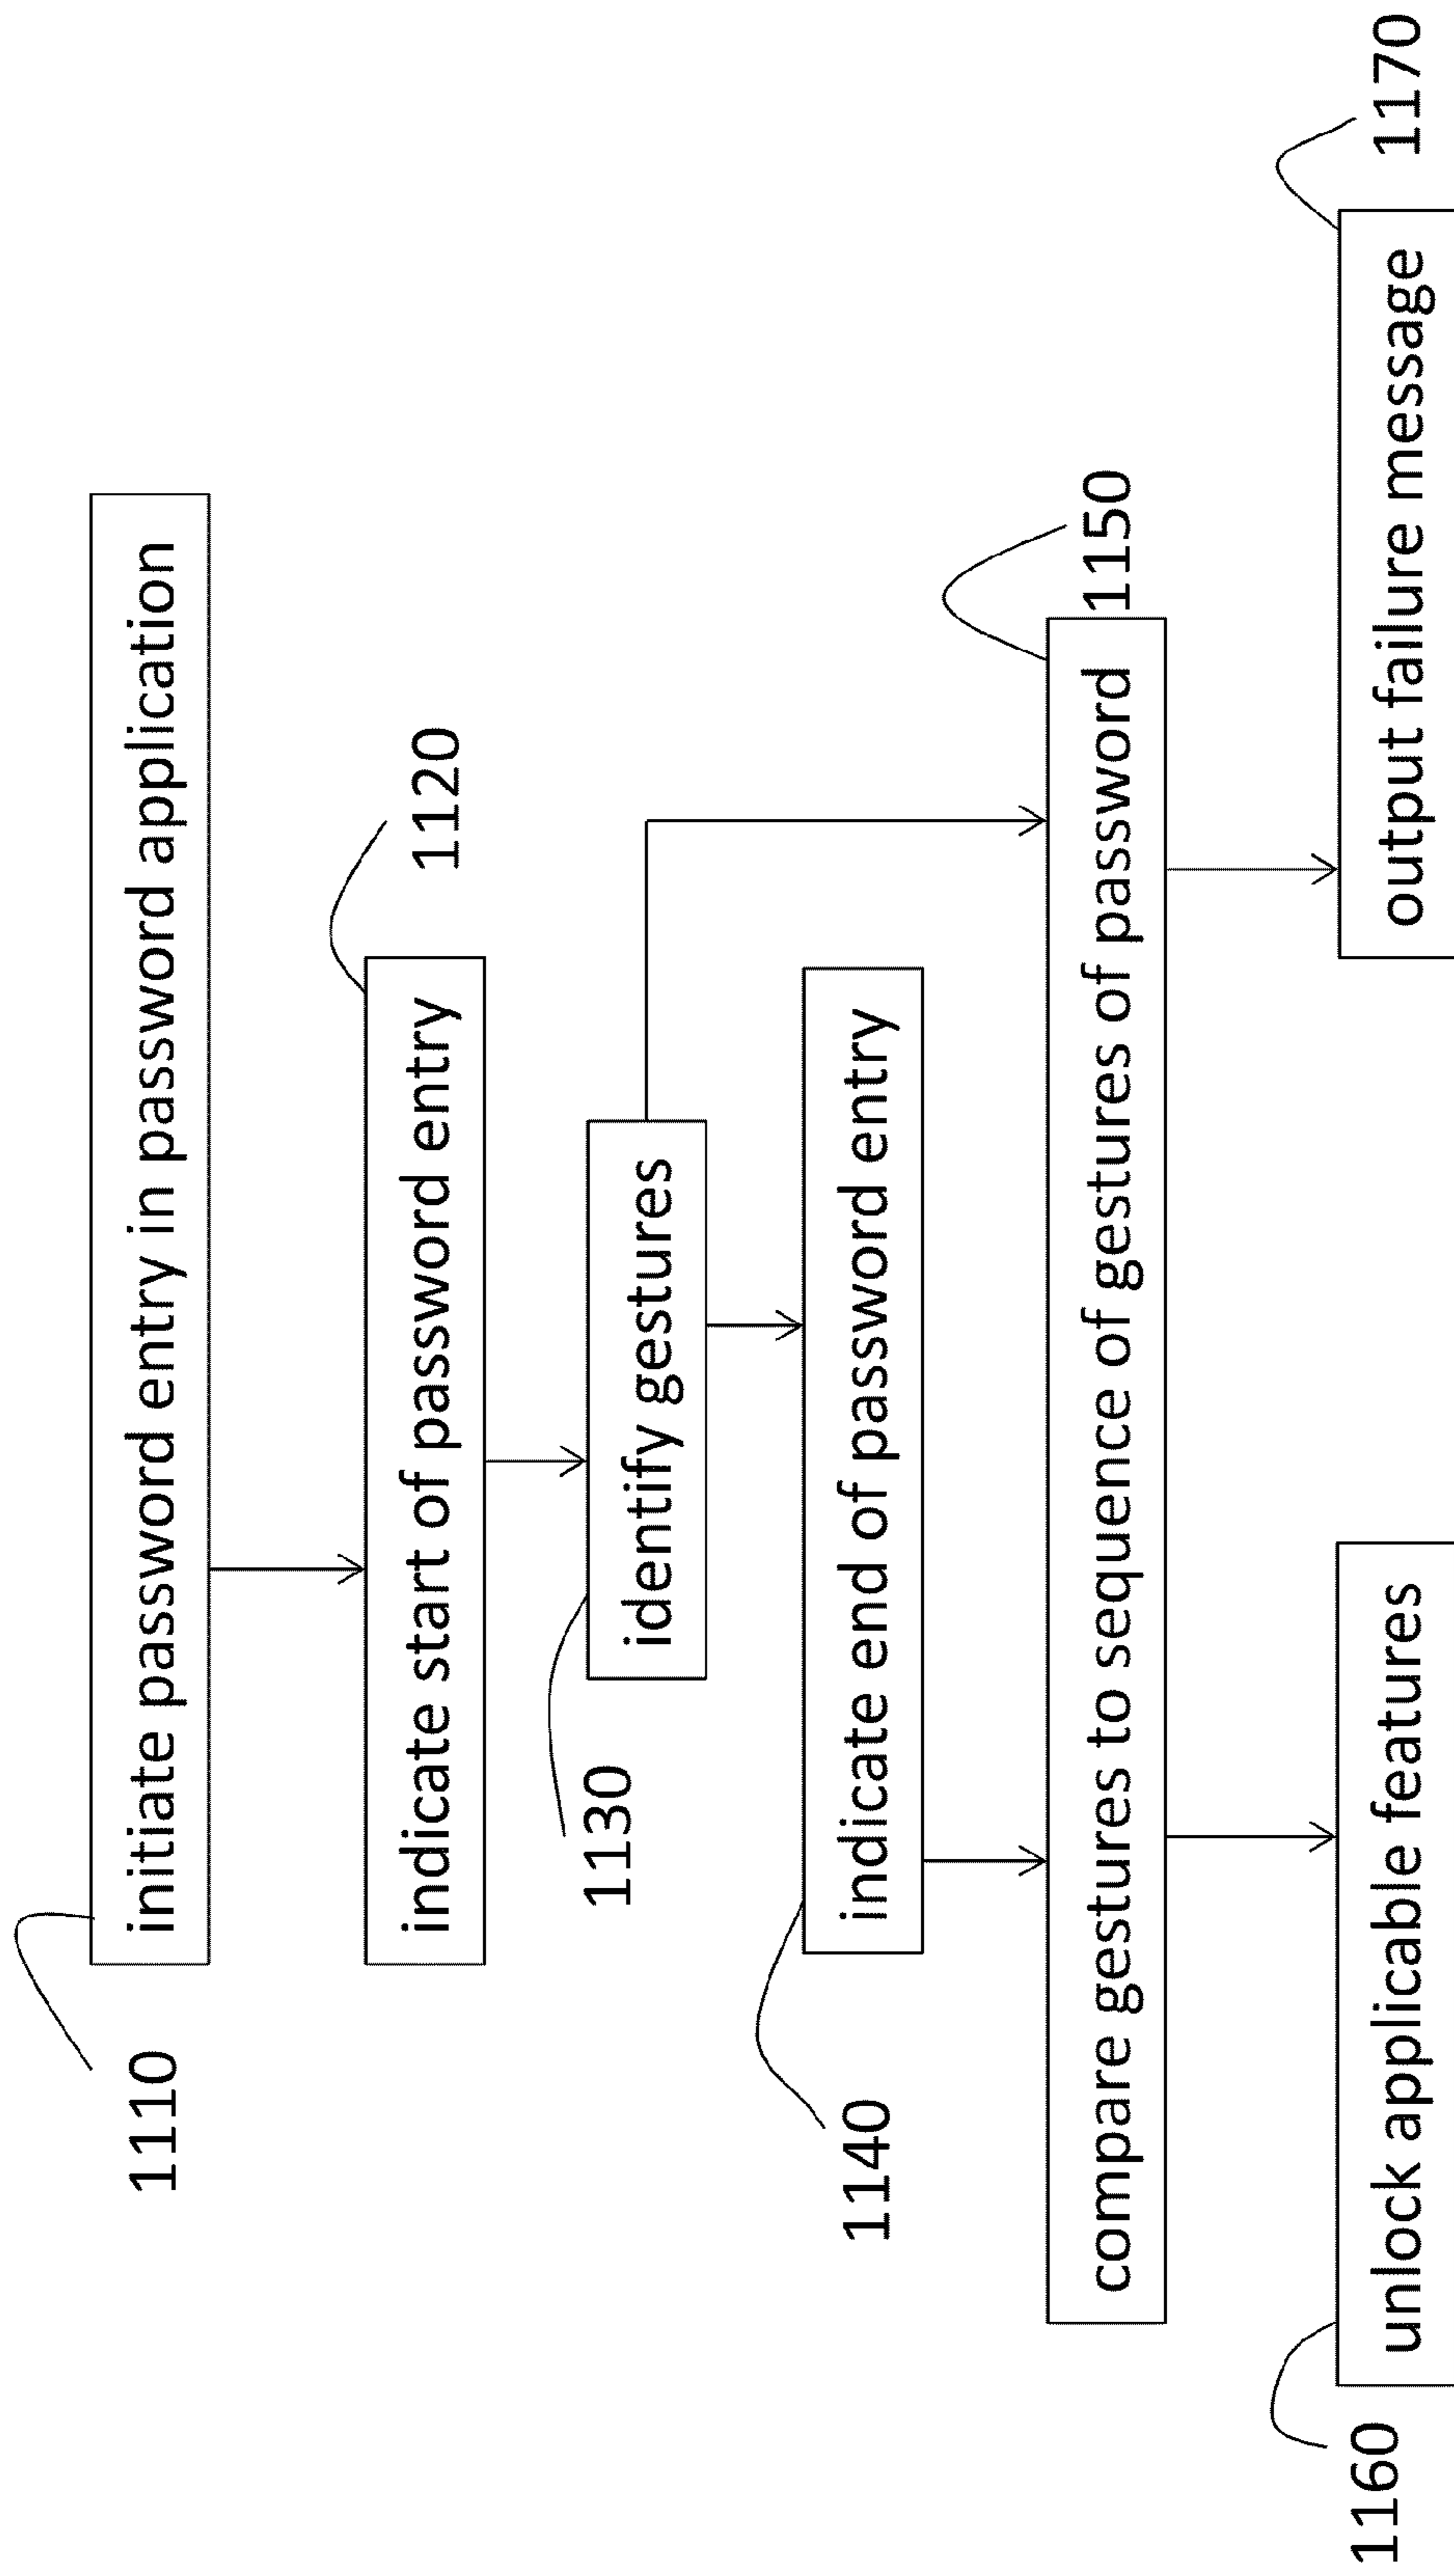 1110
initiate password entry in password application
indicate start of password entry
1120
1130
identify gestures
1140
indicate end of password entry
compare gestures to sequence of gestures of password
1150
1160
unlock applicable features
output failure message
1170